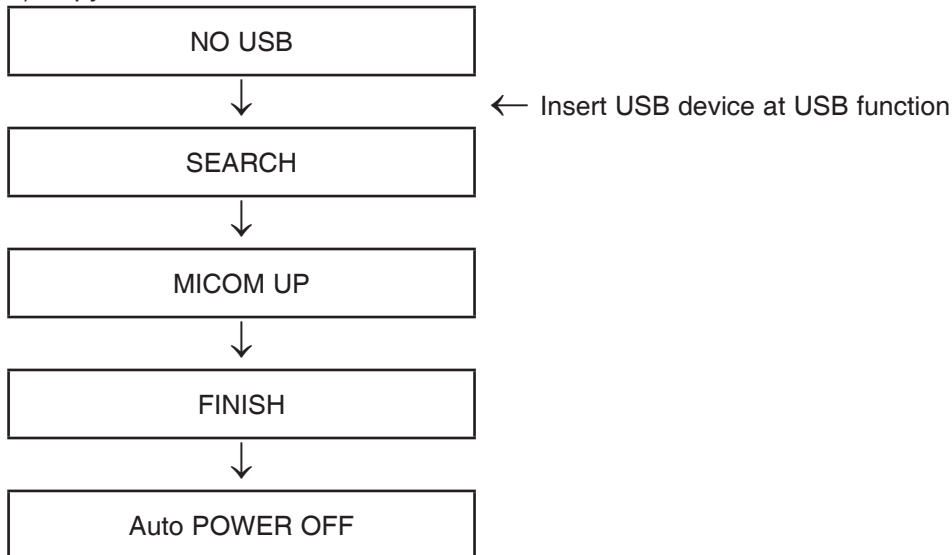 NO USB
← Insert USB device at USB function
SEARCH
MICOM UP
FINISH
Auto POWER OFF